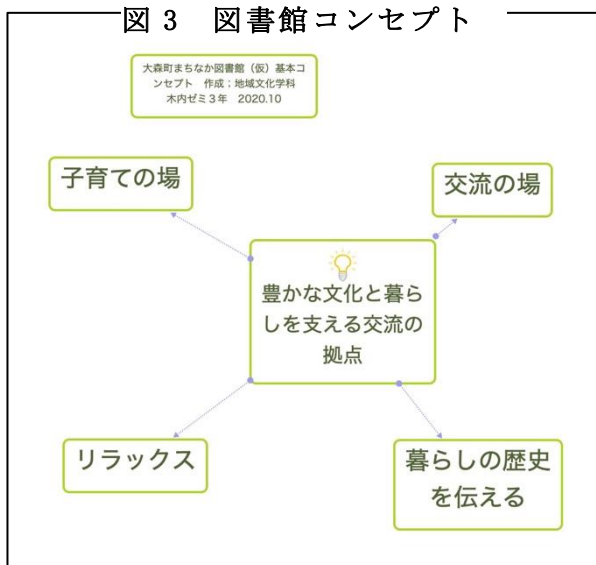 図3 図書館コンセプト
大森町まちなか図書館（仮）基本コ
ンセプト 作成：地域文化学科
木内ゼミ３年 2020.10
子育ての場
交流の場
豊かな文化と暮ら
しを支える交流の
拠点
リラックス
暮らしの歴史
を伝える